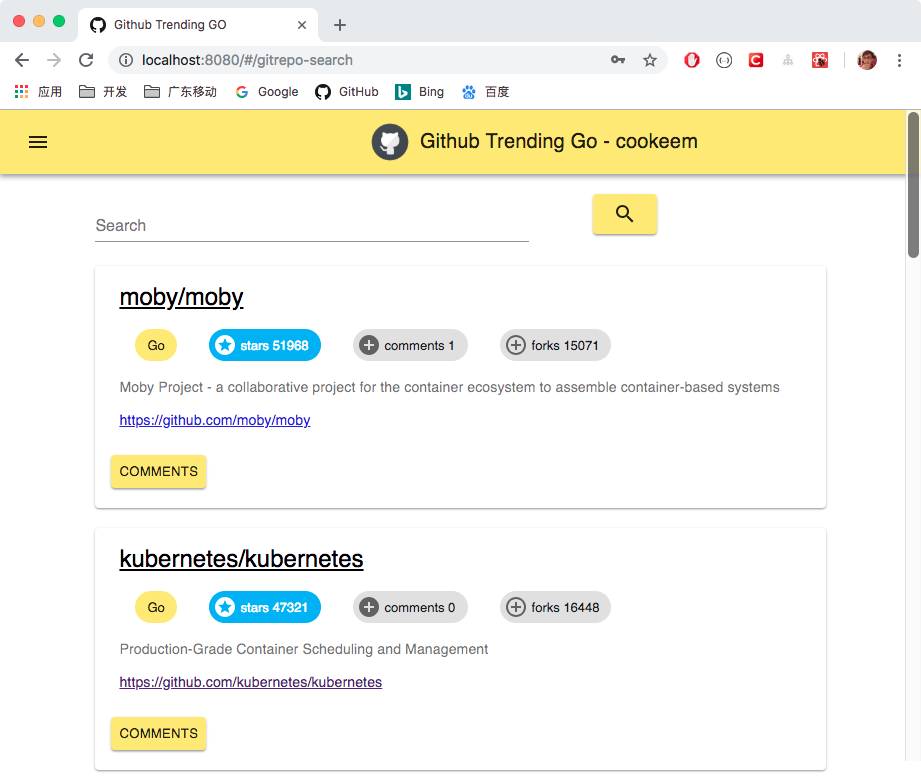 Github Trending GO
localhost:8080/#/gitrepo-search
应用 开发 广东移动 Google GitHub Bing 百度
Github Trending Go - cookeem
Search
moby/moby
Go stars 51968 comments 1 forks 15071
Moby Project - a collaborative project for the container ecosystem to assemble container-based systems
https://github.com/moby/moby
COMMENTS
kubernetes/kubernetes
Go stars 47321 comments 0 forks 16448
Production-Grade Container Scheduling and Management
https://github.com/kubernetes/kubernetes
COMMENTS